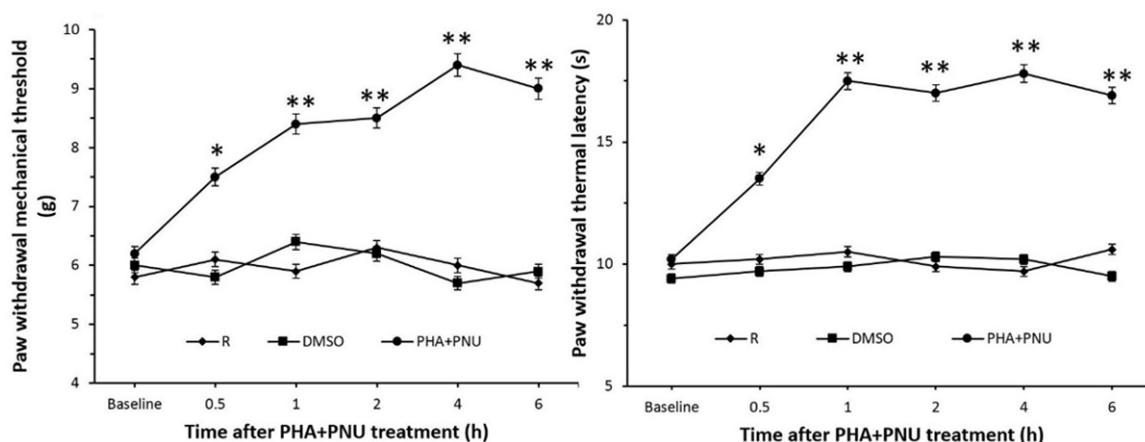 Paw withdrawal mechanical threshold
(g)
10
9
8
7
6
5
4
*
**
**
**
**
R
DMSO
PHA+PNU
Baseline
0.5
1
2
4
6
Time after PHA+PNU treatment (h)
Paw withdrawal thermal latency (s)
20
15
10
5
*
**
**
**
**
R
DMSO
PHA+PNU
Baseline
0.5
1
2
4
6
Time after PHA+PNU treatment (h)